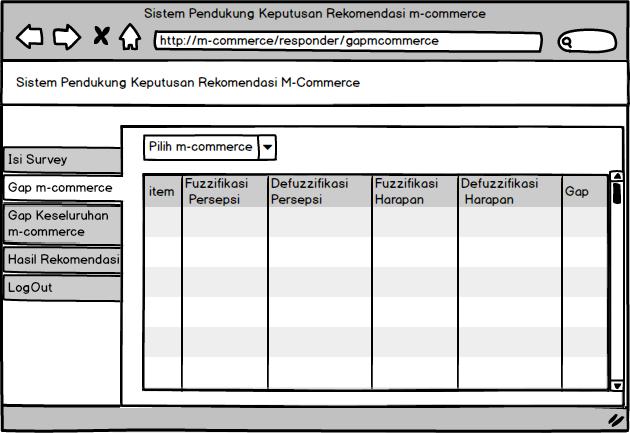 Sistem Pendukung Keputusan Rekomendasi m-commerce
http://m-commerce/responder/gapmcommerce
Sistem Pendukung Keputusan Rekomendasi M-Commerce
Isi Survey
Gap m-commerce
Gap Keseluruhan
m-commerce
Hasil Rekomendasi
LogOut
Pilih m-commerce
item
Fuzzifikasi
Persepsi
Defuzzifikasi
Persepsi
Fuzzifikasi
Harapan
Defuzzifikasi
Harapan
Gap